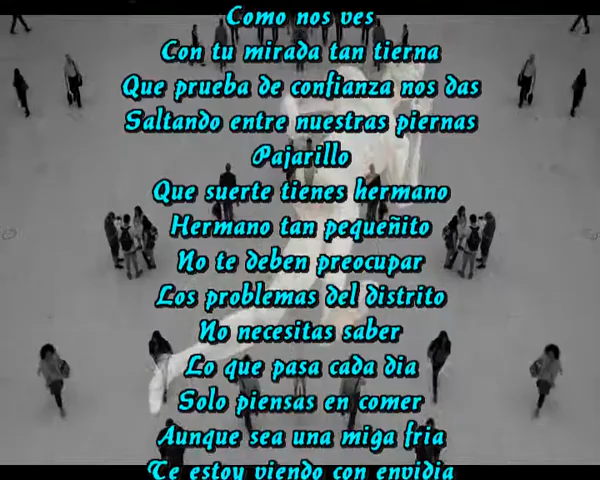 Como nos ves
Con tu mirada tan tierna
Que prueba de confianza nos das
Saltando entre nuestras piernas
Pajarillo
Que suerte tienes hermano
Hermano tan pequeñito
No te deben preocupar
Los problemas del distrito
No necesitas saber
Lo que pasa cada dia
Solo piensas en comer
Aunque sea una miga fria
Te estoy viendo con envidia